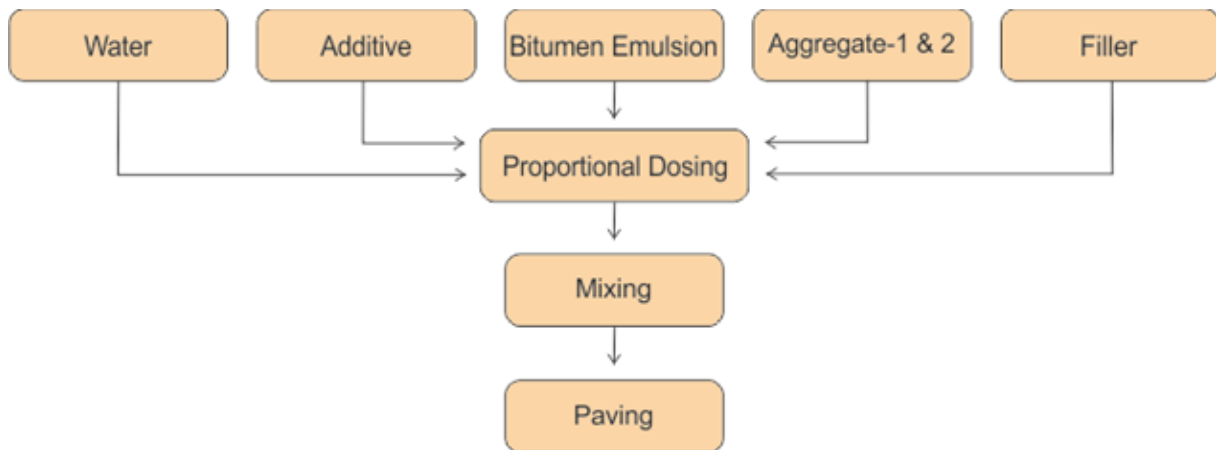 Water
Additive
Bitumen Emulsion
Aggregate-1 & 2
Filler
Proportional Dosing
Mixing
Paving